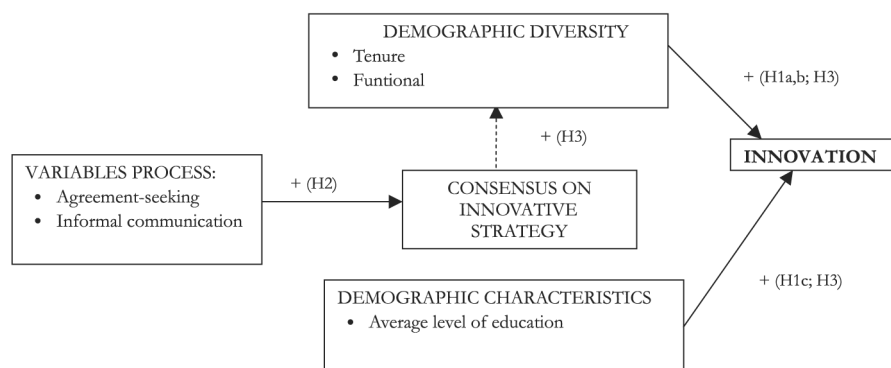 DEMOGRAPHIC DIVERSITY
• Tenure
• Funtional
+ (H1a,b; H3)
+ (H3)
INNOVATION
VARIABLES PROCESS:
• Agreement-seeking
• Informal communication
+ (H2)
CONSENSUS ON
INNOVATIVE
STRATEGY
+ (H1c; H3)
DEMOGRAPHIC CHARACTERISTICS
• Average level of education